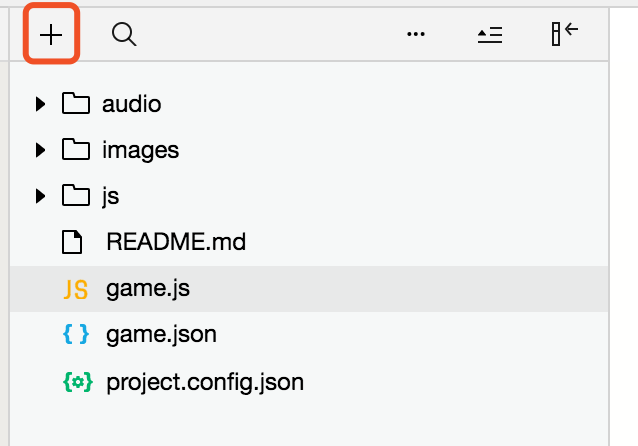 audio
images
js
README.md
JS game.js
{ } game.json
project.config.json